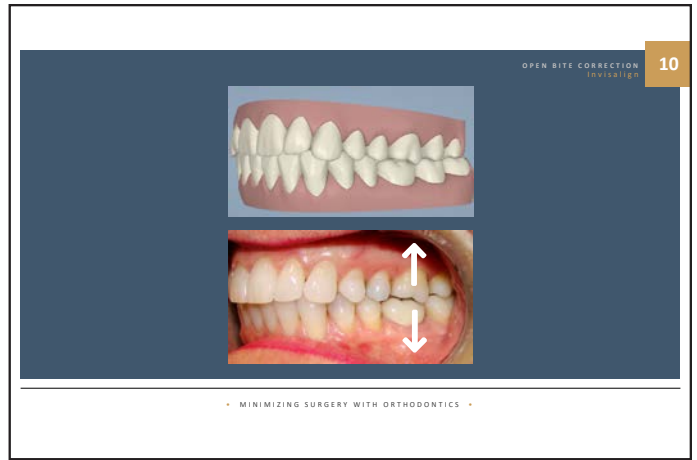 OPEN BITE CORRECTION
Invisalign
10
• MINIMIZING SURGERY WITH ORTHODONTICS •